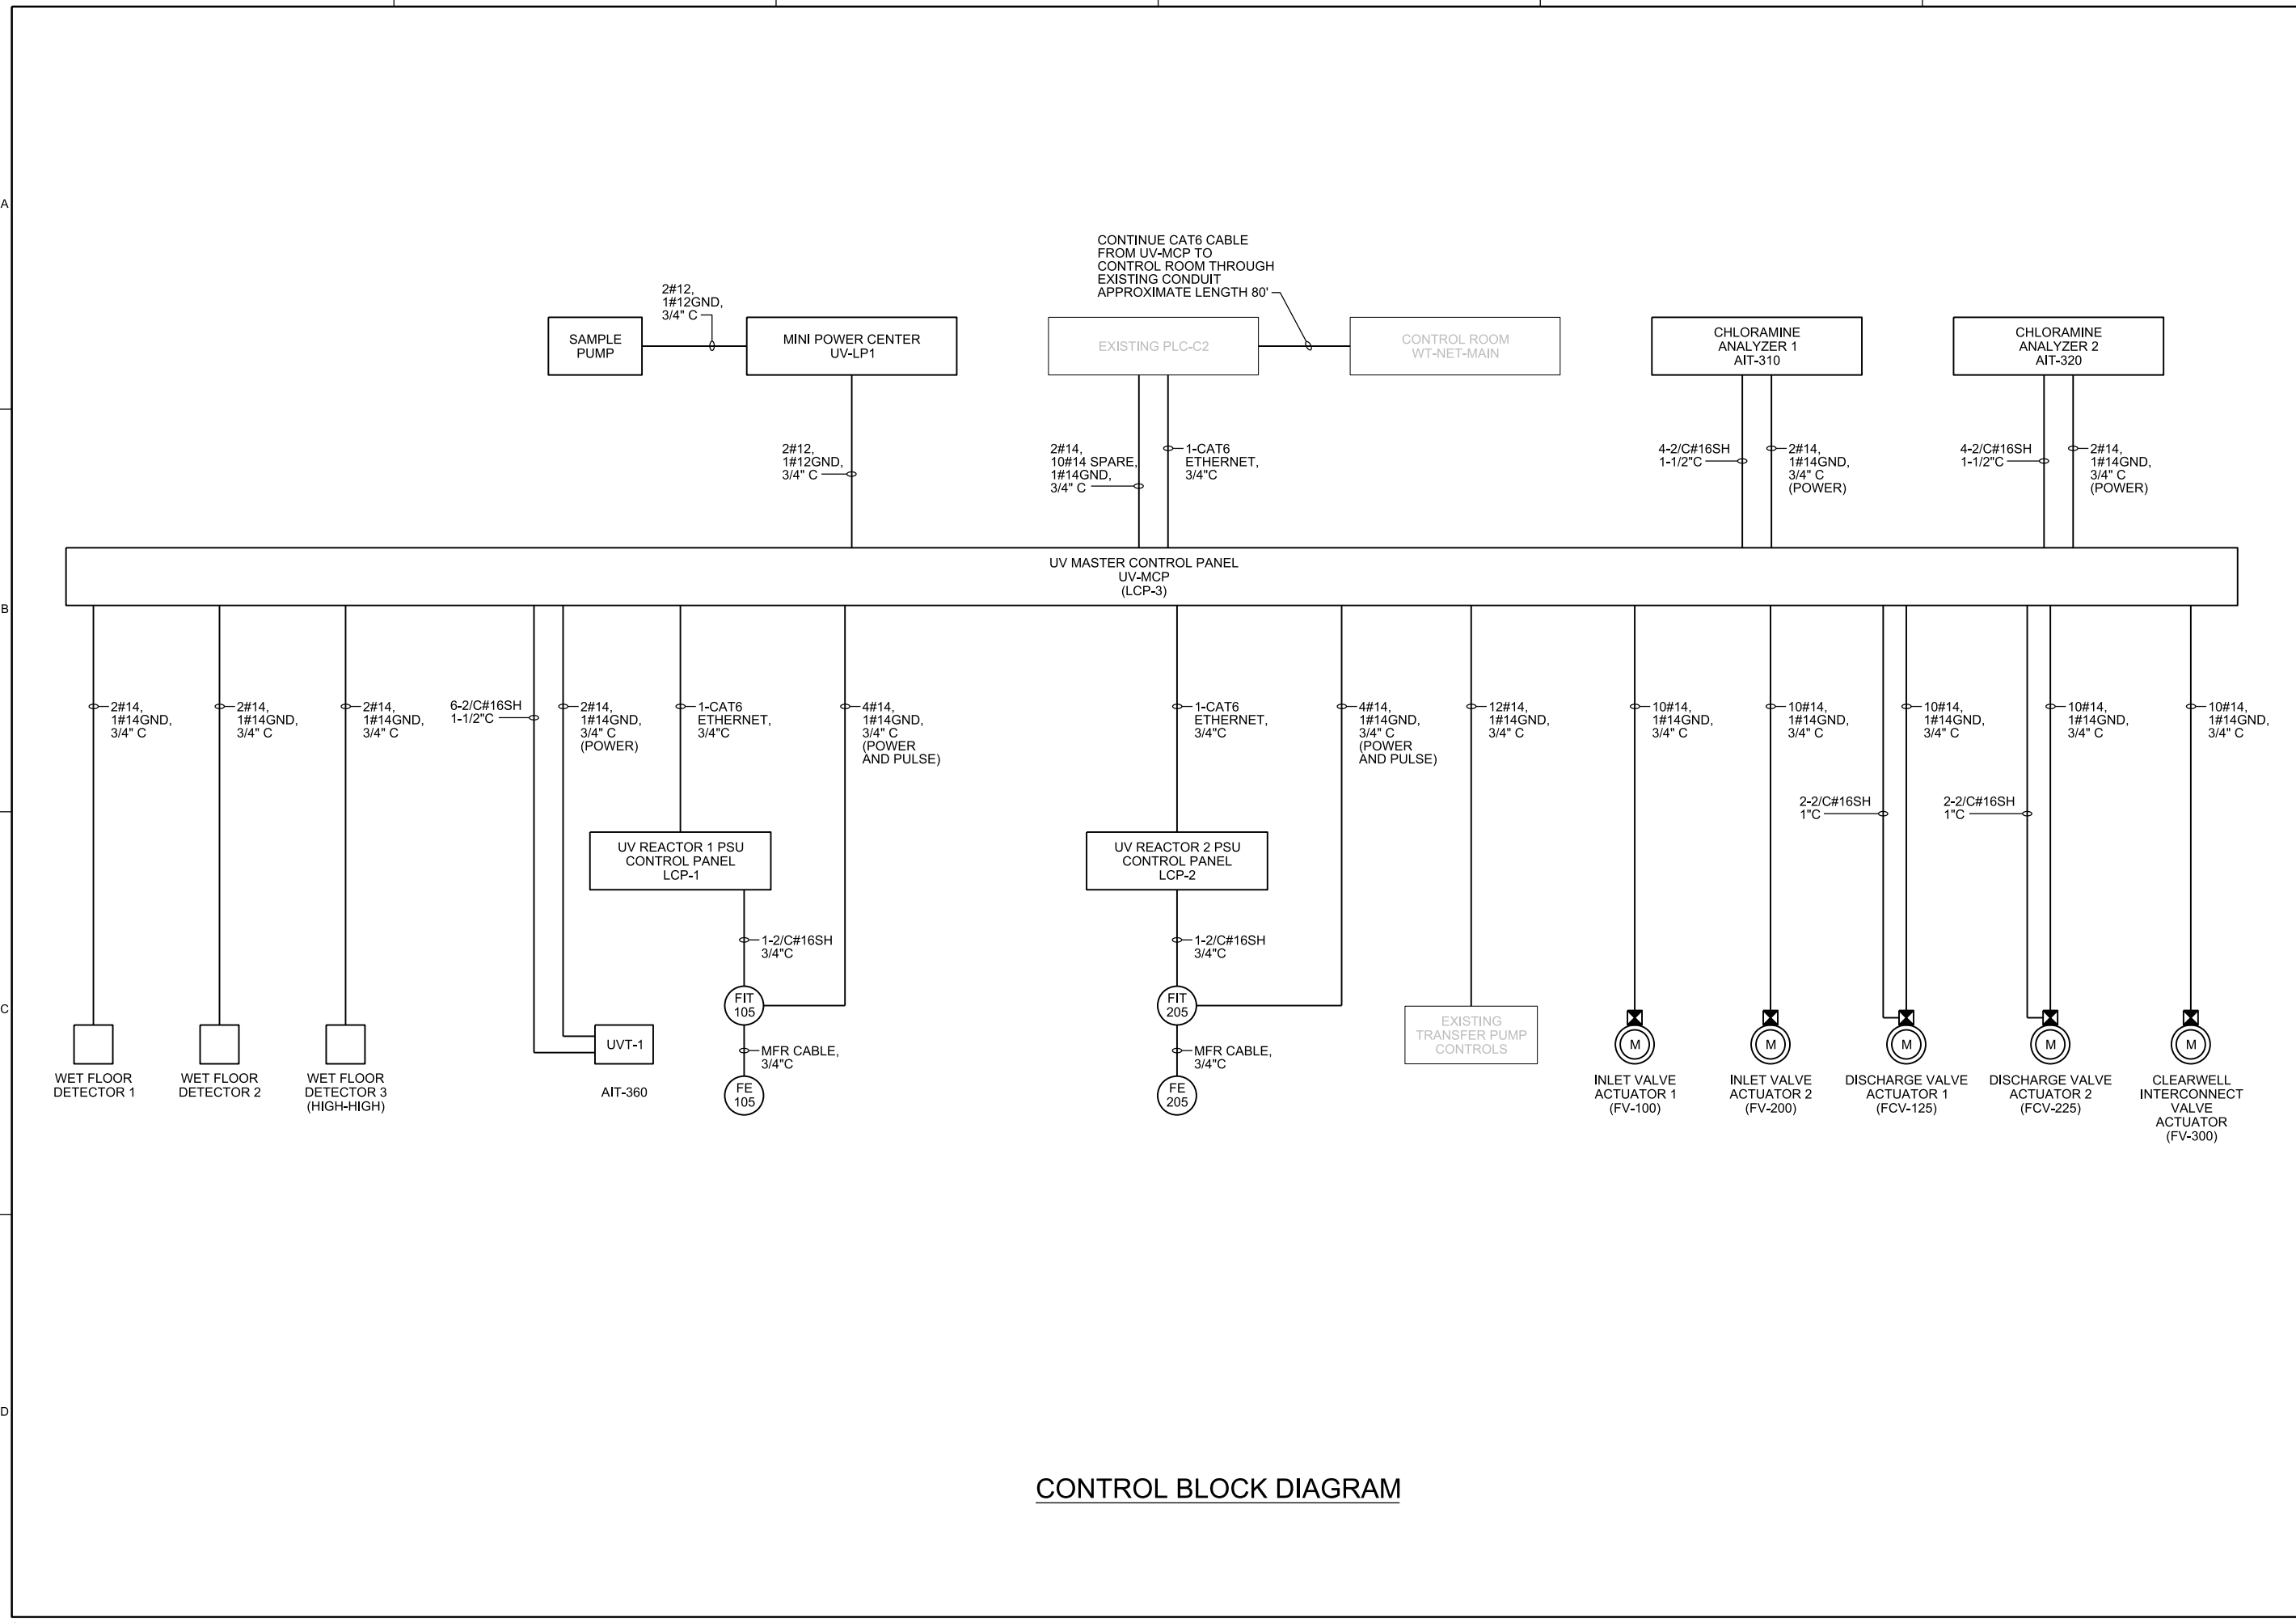 A
B
C
D
CONTINUE CAT6 CABLE
FROM UV-MCP TO
CONTROL ROOM THROUGH
EXISTING CONDUIT
APPROXIMATE LENGTH 80'
2#12,
1#12GND,
3/4" C
SAMPLE
PUMP
MINI POWER CENTER
UV-LP1
EXISTING PLC-C2
CONTROL ROOM
WT-NET-MAIN
CHLORAMINE
ANALYZER 1
AIT-310
CHLORAMINE
ANALYZER 2
AIT-320
2#12,
1#12GND,
3/4" C
2#14,
10#14 SPARE,
1#14GND,
3/4" C
1-CAT6
ETHERNET,
3/4"C
4-2/C#16SH
1-1/2"C
2#14,
1#14GND,
3/4" C
(POWER)
4-2/C#16SH
1-1/2"C
2#14,
1#14GND,
3/4" C
(POWER)
UV MASTER CONTROL PANEL
UV-MCP
(LCP-3)
2#14,
1#14GND,
3/4" C
2#14,
1#14GND,
3/4" C
2#14,
1#14GND,
3/4" C
6-2/C#16SH
1-1/2"C
2#14,
1#14GND,
3/4" C
(POWER)
1-CAT6
ETHERNET,
3/4"C
4#14,
1#14GND,
3/4" C
(POWER
AND PULSE)
1-CAT6
ETHERNET,
3/4"C
4#14,
1#14GND,
3/4" C
(POWER
AND PULSE)
12#14,
1#14GND,
3/4" C
10#14,
1#14GND,
3/4" C
10#14,
1#14GND,
3/4" C
10#14,
1#14GND,
3/4" C
10#14,
1#14GND,
3/4" C
10#14,
1#14GND,
3/4" C
2-2/C#16SH
1"C
2-2/C#16SH
1"C
UV REACTOR 1 PSU
CONTROL PANEL
LCP-1
UV REACTOR 2 PSU
CONTROL PANEL
LCP-2
1-2/C#16SH
3/4"C
1-2/C#16SH
3/4"C
FIT
105
FIT
205
EXISTING
TRANSFER PUMP
CONTROLS
UVT-1
MFR CABLE,
3/4"C
MFR CABLE,
3/4"C
M
M
M
M
M
WET FLOOR
DETECTOR 1
WET FLOOR
DETECTOR 2
WET FLOOR
DETECTOR 3
(HIGH-HIGH)
AIT-360
FE
105
FE
205
INLET VALVE
ACTUATOR 1
(FV-100)
INLET VALVE
ACTUATOR 2
(FV-200)
DISCHARGE VALVE
ACTUATOR 1
(FCV-125)
DISCHARGE VALVE
ACTUATOR 2
(FCV-225)
CLEARWELL
INTERCONNECT
VALVE
ACTUATOR
(FV-300)
CONTROL BLOCK DIAGRAM